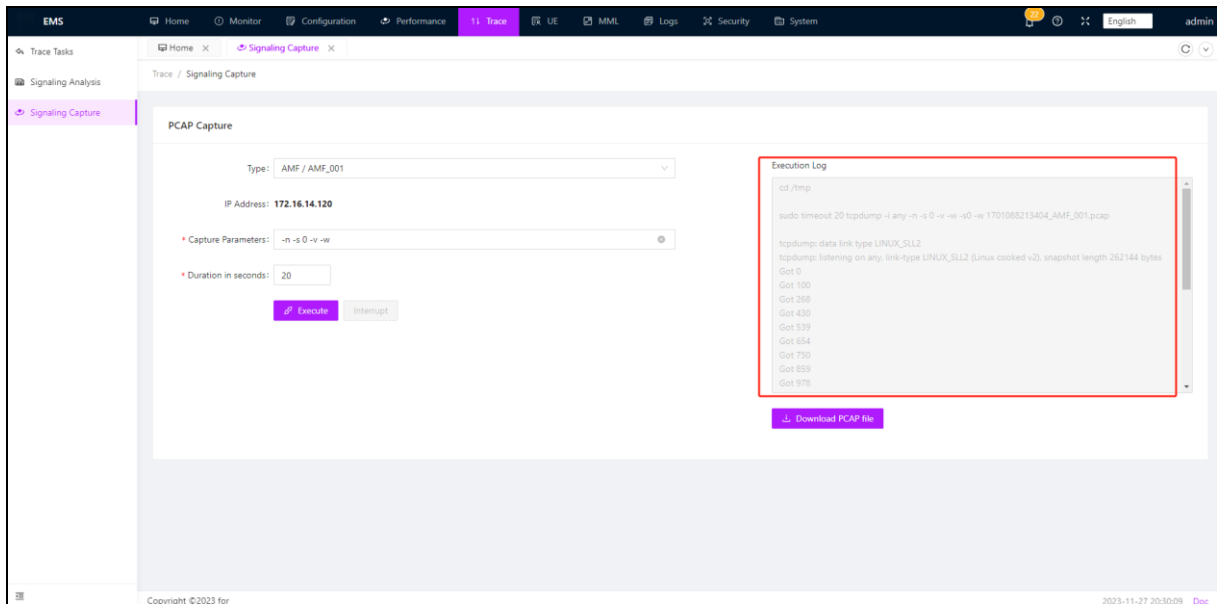 EMS Home Monitor Configuration Performance Trace UE MML Logs Security System 22 English admin
Trace Tasks
Signaling Analysis
Signaling Capture
Home Signaling Capture
Trace / Signaling Capture
PCAP Capture
Type: AMF / AMF_001
IP Address: 172.16.14.120
* Capture Parameters: -n -s 0 -v -w
* Duration in seconds: 20
Execute Interrupt
Execution Log
cd /tmp
sudo timeout 20 tcpdump -i any -n -s 0 -v -w -s0 -w 1701088213404_AMF_001.pcap
tcpdump: data link type LINUX_SLL2
tcpdump: listening on any, link-type LINUX_SLL2 (Linux cooked v2), snapshot length 262144 bytes
Got 0
Got 100
Got 268
Got 430
Got 539
Got 654
Got 750
Got 859
Got 978
Download PCAP file
Copyright ©2023 for
2023-11-27 20:30:09 Doc